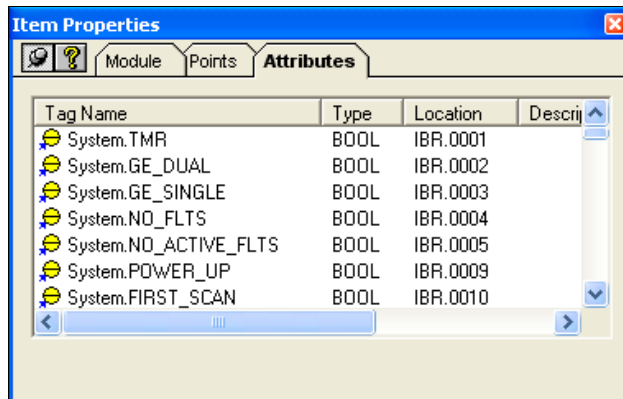 Item Properties
Module Points Attributes
Tag Name Type Location Descrip
System.TMR BOOL IBR.0001
System.GE_DUAL BOOL IBR.0002
System.GE_SINGLE BOOL IBR.0003
System.NO_FLTS BOOL IBR.0004
System.NO_ACTIVE_FLTS BOOL IBR.0005
System.POWER_UP BOOL IBR.0009
System.FIRST_SCAN BOOL IBR.0010